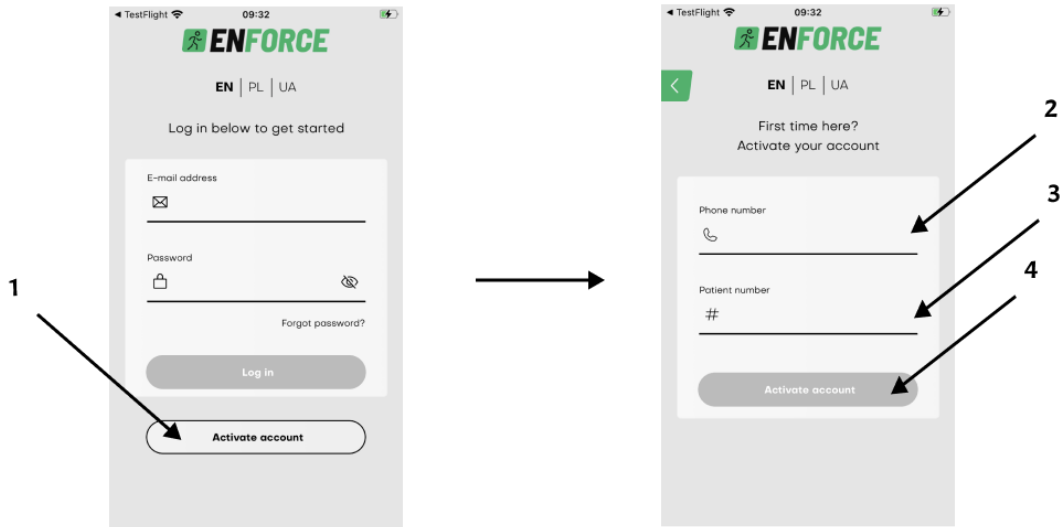 ◀ TestFlight 09:32
ENFORCE
EN | PL | UA
Log in below to get started
E-mail address
Password
Forgot password?
Log in
Activate account
1
◀ TestFlight 09:32
ENFORCE
EN | PL | UA
First time here?
Activate your account
Phone number
Patient number
#
Activate account
2
3
4